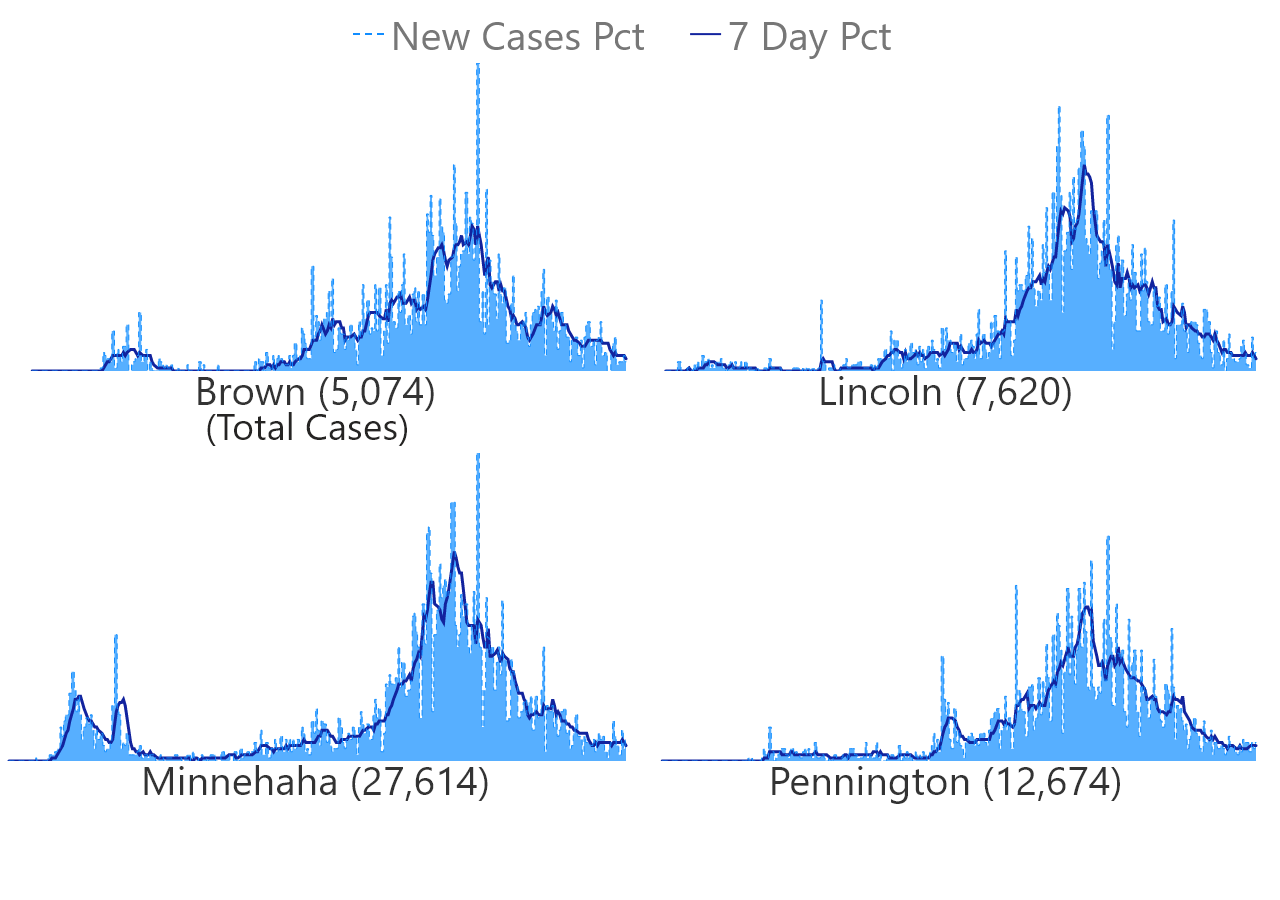 New Cases Pct 7 Day Pct
Brown (5,074)
(Total Cases)
Lincoln (7,620)
Minnehaha (27,614)
Pennington (12,674)